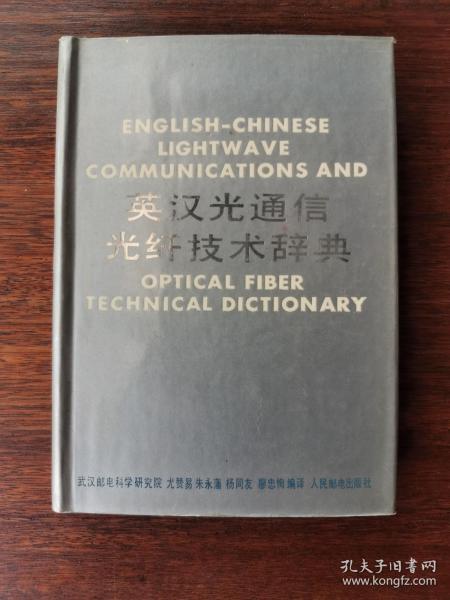 ENGLISH-CHINESE
LIGHTWAVE
COMMUNICATIONS AND
英汉光通信
光纤技术辞典
OPTICAL FIBER
TECHNICAL DICTIONARY
武汉邮电科学研究院 尤赞易 朱永藩 杨同友 廖忠恂 编译 人民邮电出版社
孔夫子旧书网
www.kongfz.com